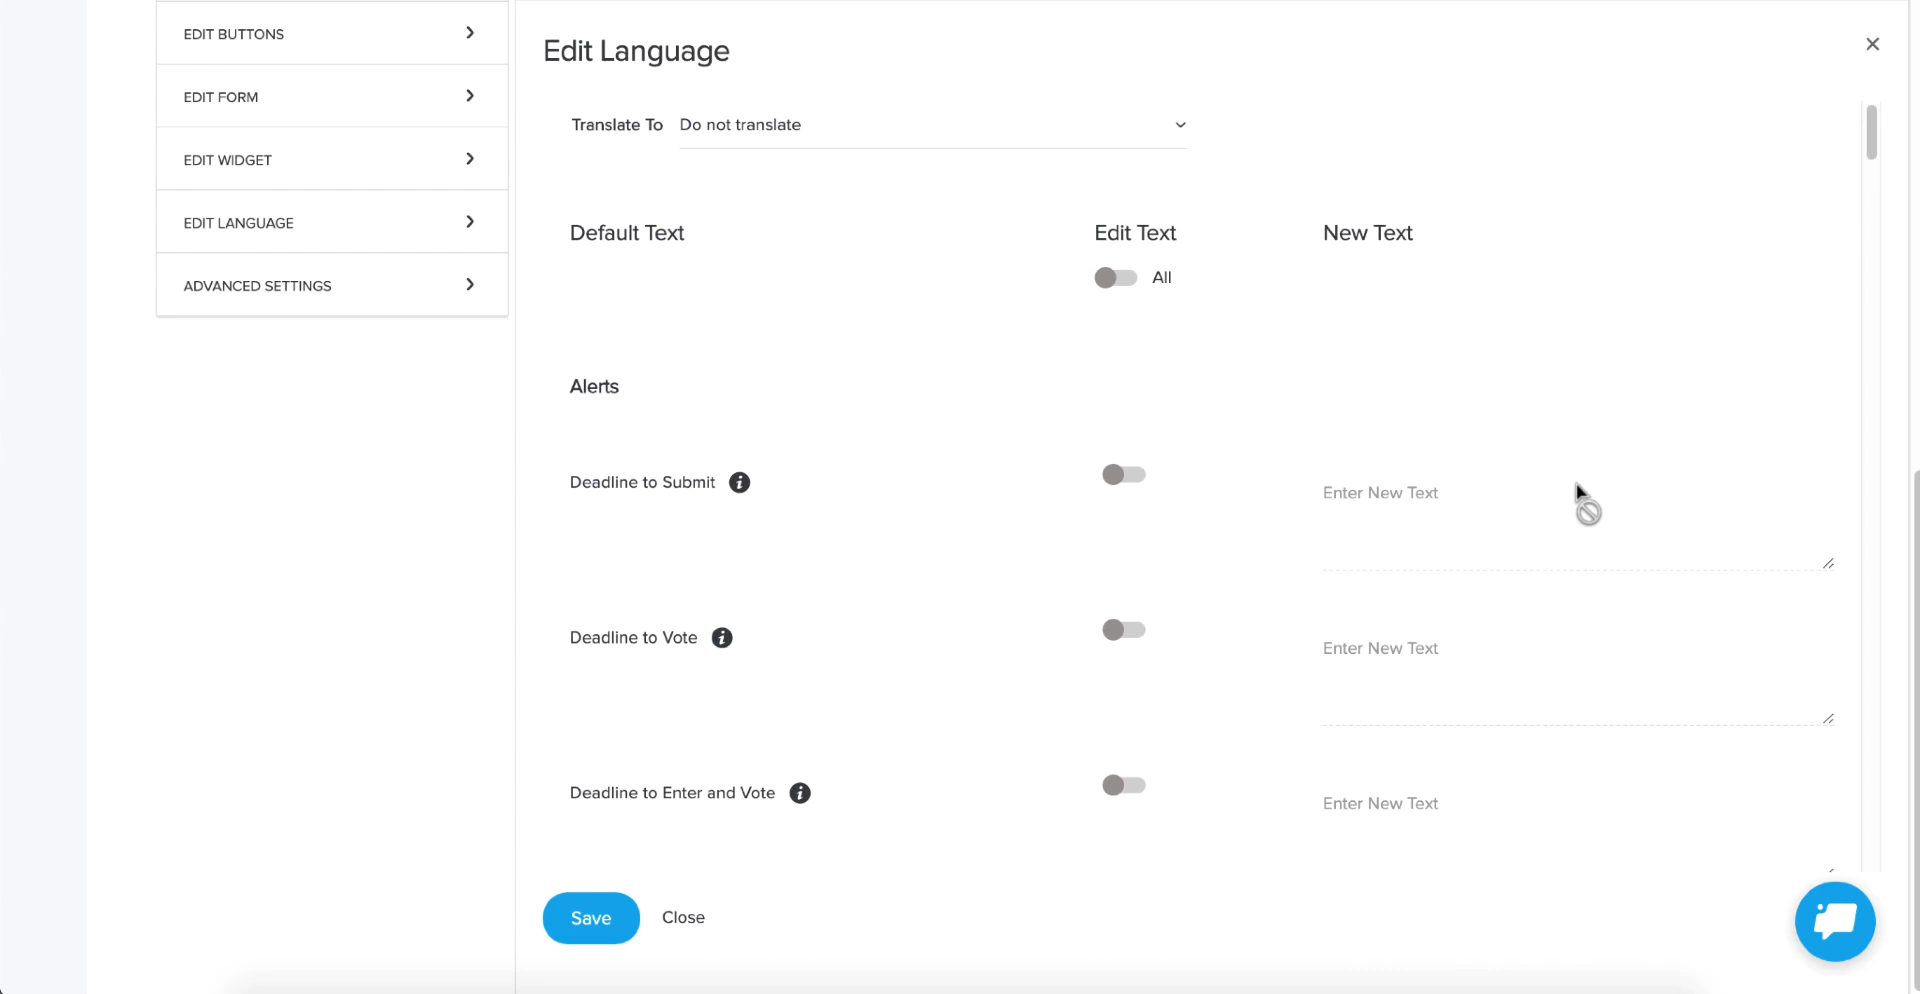 EDIT BUTTONS
EDIT FORM
EDIT WIDGET
EDIT LANGUAGE
ADVANCED SETTINGS
Edit Language
Translate To Do not translate
Default Text Edit Text New Text
All
Alerts
Deadline to Submit i Enter New Text
Deadline to Vote i Enter New Text
Deadline to Enter and Vote i Enter New Text
Save Close